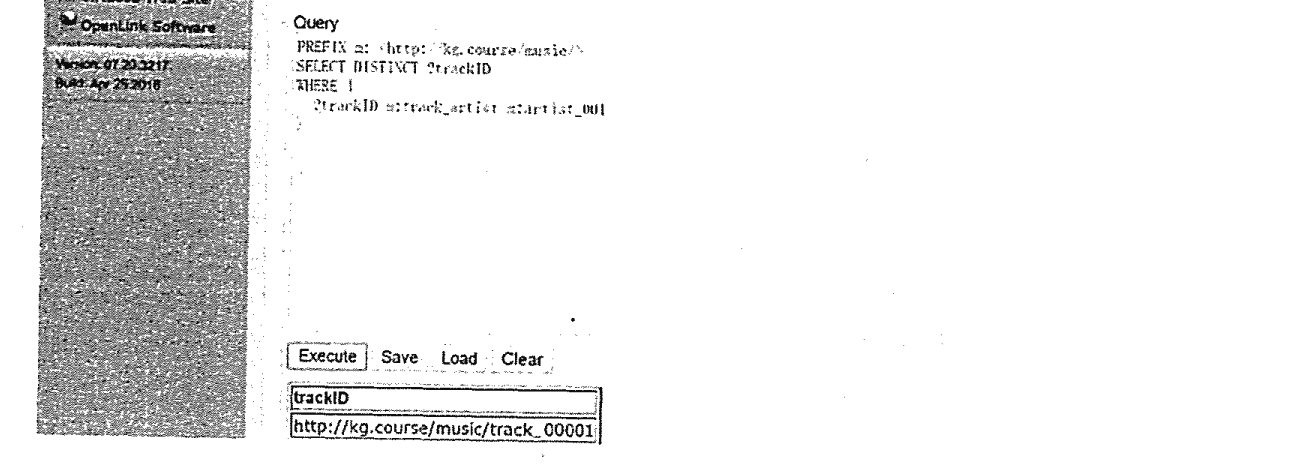 OpenLink Software
Version: 07.20.3217
Build: Apr 25 2016
Query
PREFIX m: <http://kg.course/music/>
SELECT DISTINCT ?trackID
WHERE {
?trackID m:track_artist m:artist_001
}
Execute Save Load Clear
trackID
http://kg.course/music/track_00001